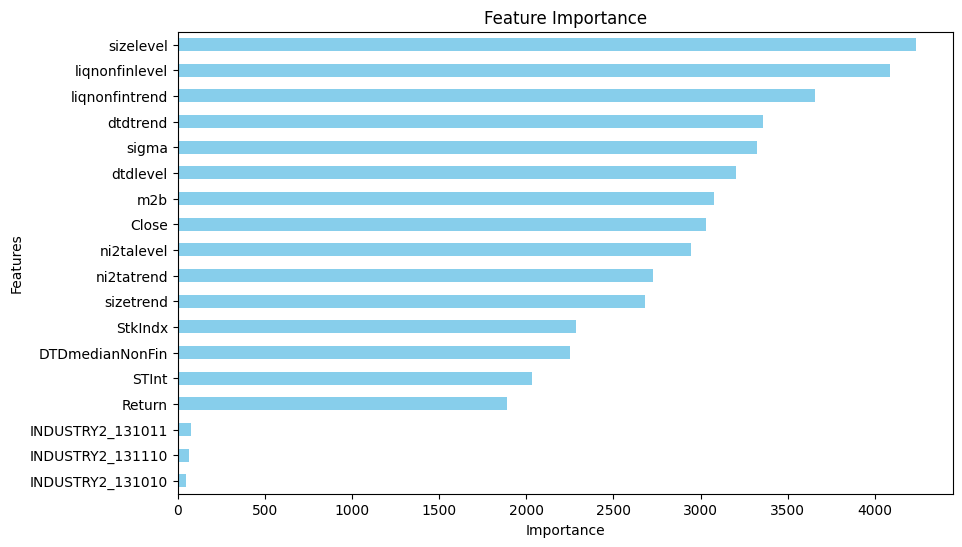 Feature Importance
Features
sizelevel
liqnonfinlevel
liqnonfintrend
dtdtrend
sigma
dtdlevel
m2b
Close
ni2talevel
ni2tatrend
sizetrend
StkIndx
DTDmedianNonFin
STInt
Return
INDUSTRY2_131011
INDUSTRY2_131110
INDUSTRY2_131010
0 500 1000 1500 2000 2500 3000 3500 4000
Importance